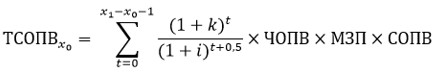 ТСОПВ_{x_0} = \sum_{t=0}^{x_1-x_0-1} \frac{(1+k)^t}{(1+i)^{t+0,5}} × ЧОПВ × МЗП × СОПВ